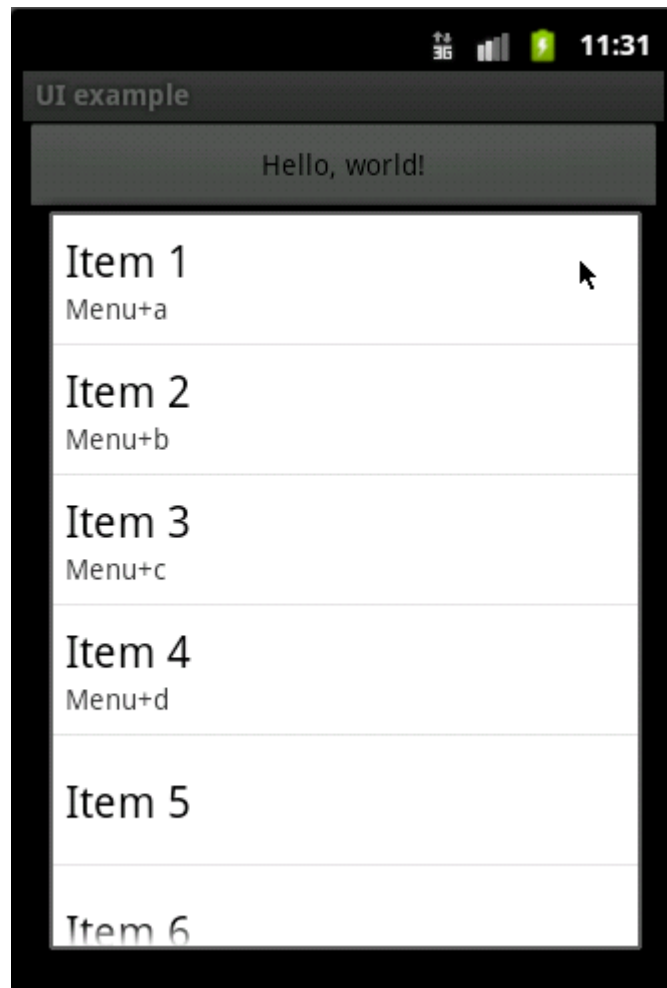 3G 11:31
UI example
Hello, world!
Item 1
Menu+a
Item 2
Menu+b
Item 3
Menu+c
Item 4
Menu+d
Item 5
Item 6